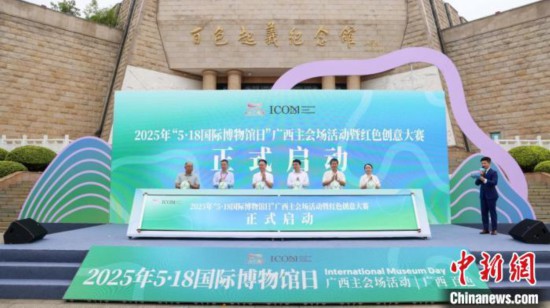 百色起义纪念馆
ICOM
2025年“5·18国际博物馆日”广西主会场活动暨红色创意大赛
正式启动
2025年“5·18国际博物馆日”广西主会场活动暨红色创意大赛
正式启动
ICOM
2025年5·18国际博物馆日
International Museum Day
广西主会场活动 | 广西
中新网
Chinanews.com